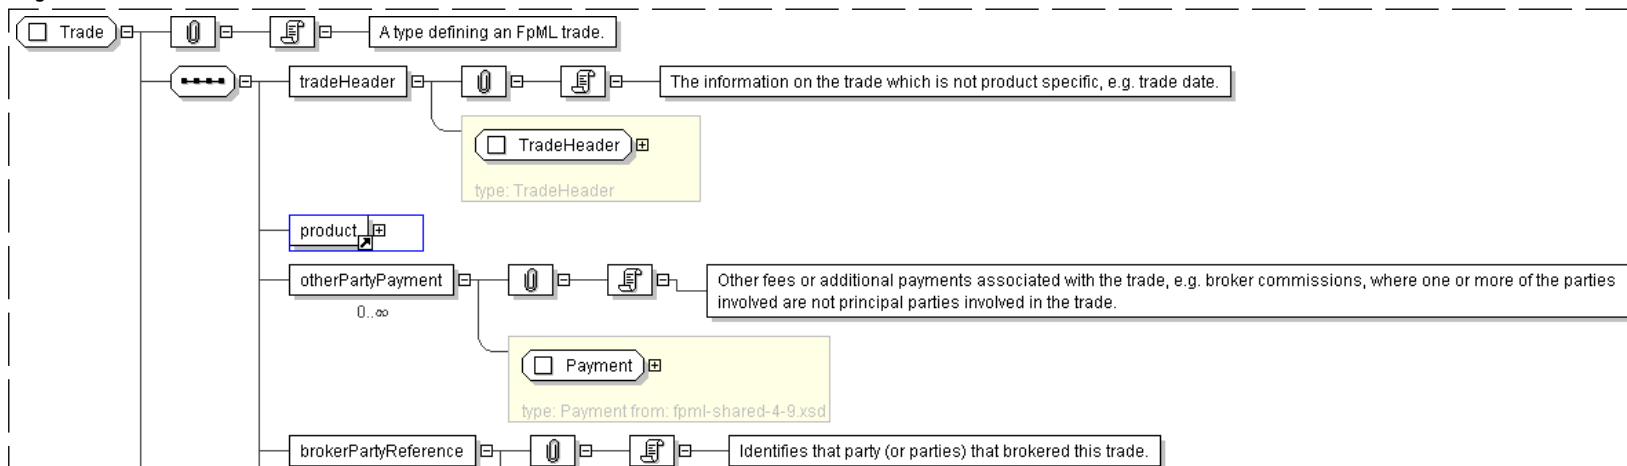 Trade
A type defining an FpML trade.
tradeHeader
The information on the trade which is not product specific, e.g. trade date.
TradeHeader
type: TradeHeader
product
otherPartyPayment
0..∞
Other fees or additional payments associated with the trade, e.g. broker commissions, where one or more of the parties
involved are not principal parties involved in the trade.
Payment
type: Payment from: fpml-shared-4-9.xsd
brokerPartyReference
Identifies that party (or parties) that brokered this trade.